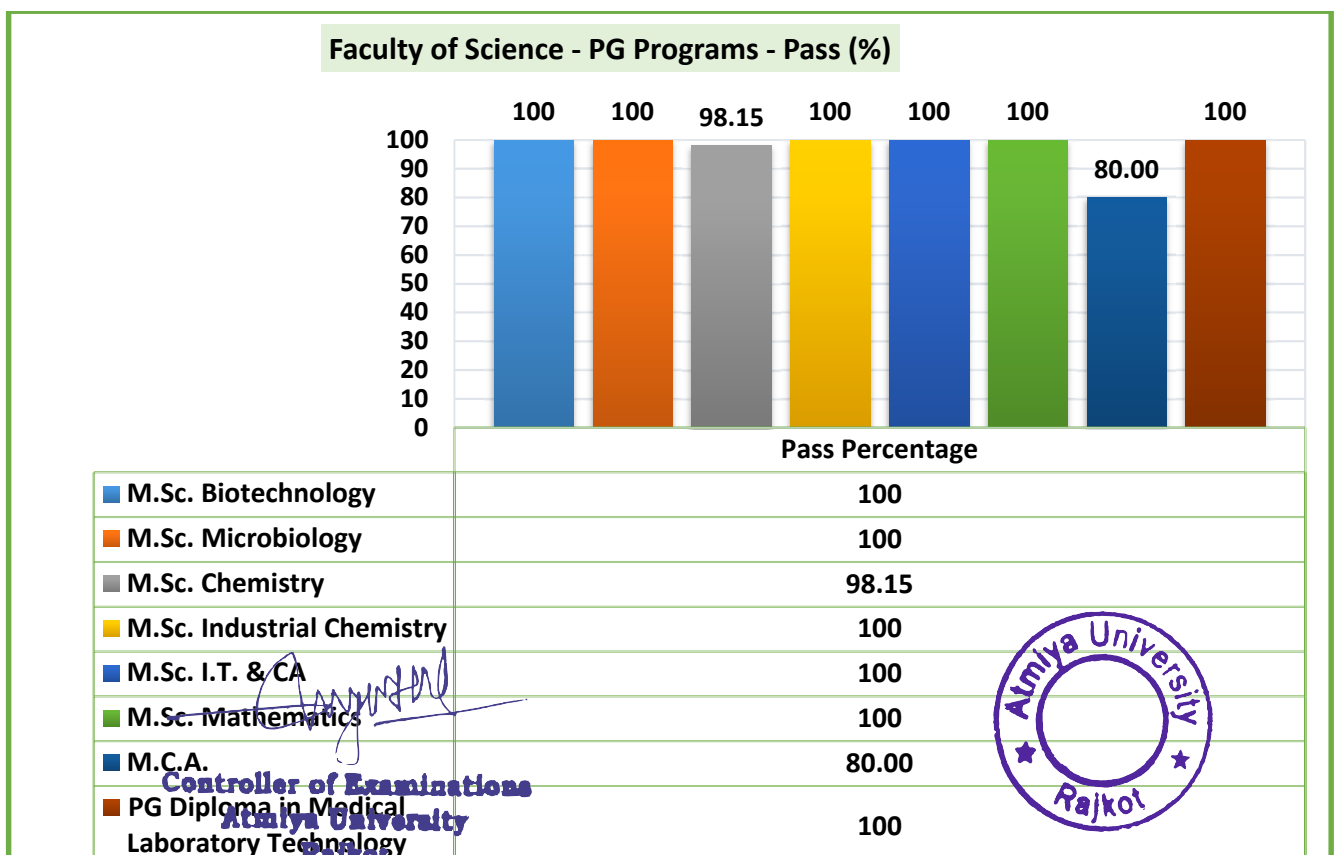 Faculty of Science - PG Programs - Pass (%)
100 100 98.15 100 100 100 80.00 100
100
90
80
70
60
50
40
30
20
10
0
Pass Percentage
M.Sc. Biotechnology 100
M.Sc. Microbiology 100
M.Sc. Chemistry 98.15
M.Sc. Industrial Chemistry 100
M.Sc. I.T. & CA 100
M.Sc. Mathematics 100
M.C.A. 80.00
Controller of Examinations
PG Diploma in Medical
Laboratory Technology 100
Atmiya University
Rajkot
Atmiya University
Rajkot